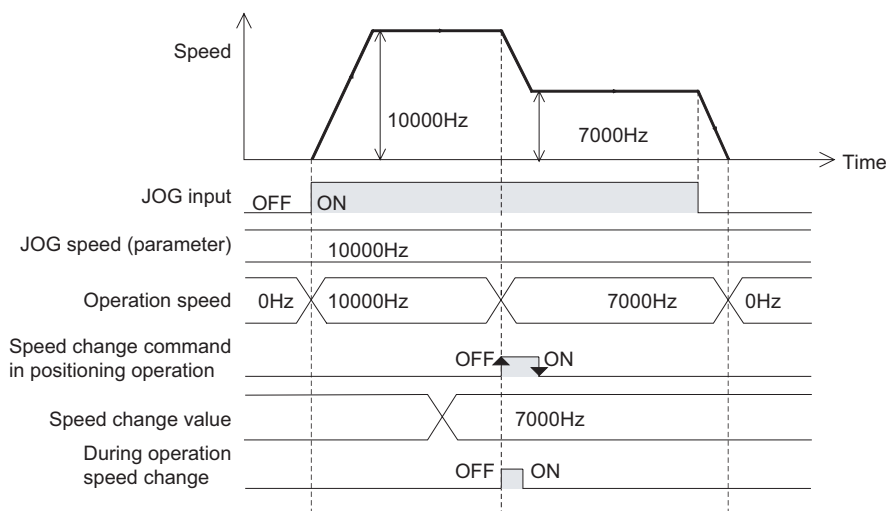 Speed
10000Hz
7000Hz
Time
JOG input
OFF
ON
JOG speed (parameter)
10000Hz
Operation speed
0Hz
10000Hz
7000Hz
0Hz
Speed change command
in positioning operation
OFF
ON
Speed change value
7000Hz
During operation
speed change
OFF
ON